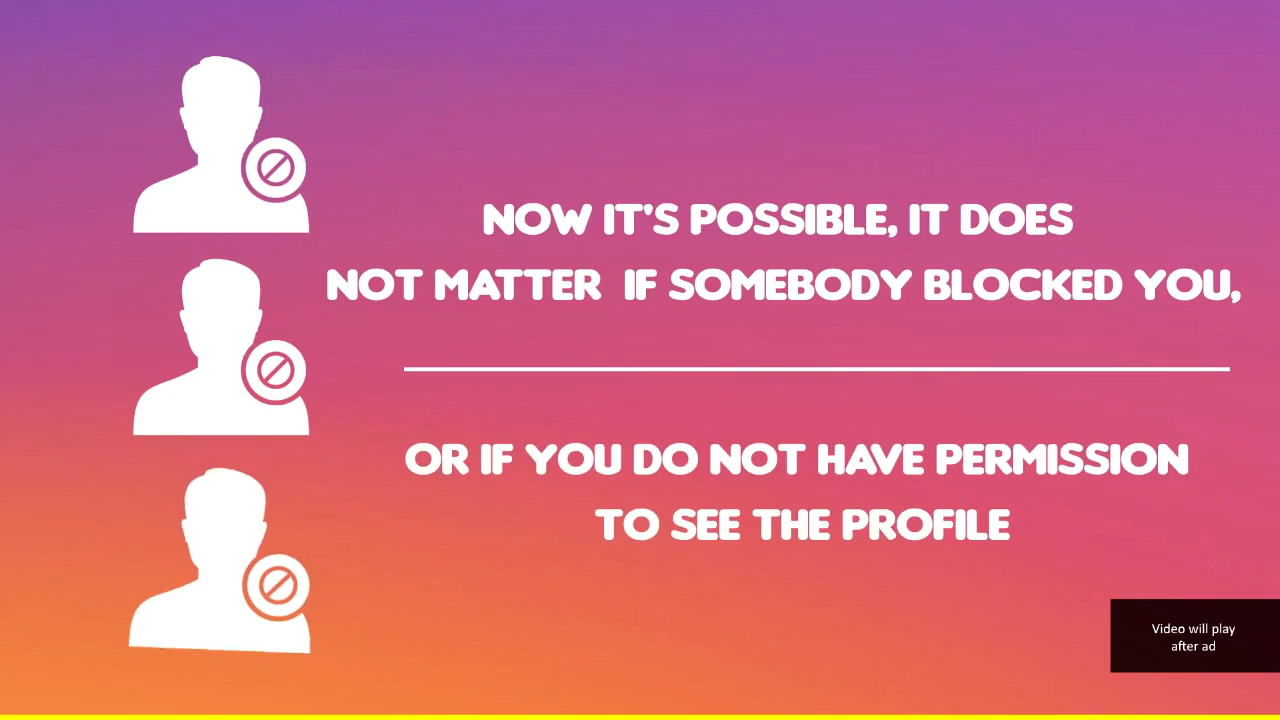 NOW IT'S POSSIBLE, IT DOES
NOT MATTER IF SOMEBODY BLOCKED YOU,
OR IF YOU DO NOT HAVE PERMISSION
TO SEE THE PROFILE
Video will play
after ad